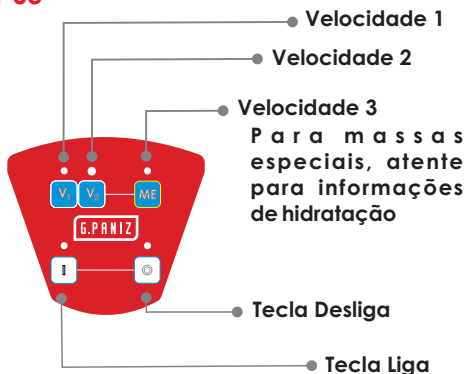 Velocidade 1
Velocidade 2
Velocidade 3
Para massas
especiais, atente
para informações
de hidratação
V1 V2 ME
G.PANIZ
I O
Tecla Desliga
Tecla Liga